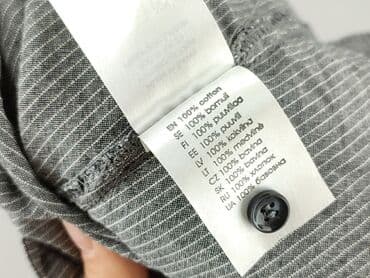 EN 100% cotton
SE 100% bomull
FI 100% puuvillaa
EE 100% puuvill
LV 100% kokvilna
LT 100% medvilnė
CZ 100% bavlna
SK 100% bavlna
RU 100% хлопок
UA 100% бавовна